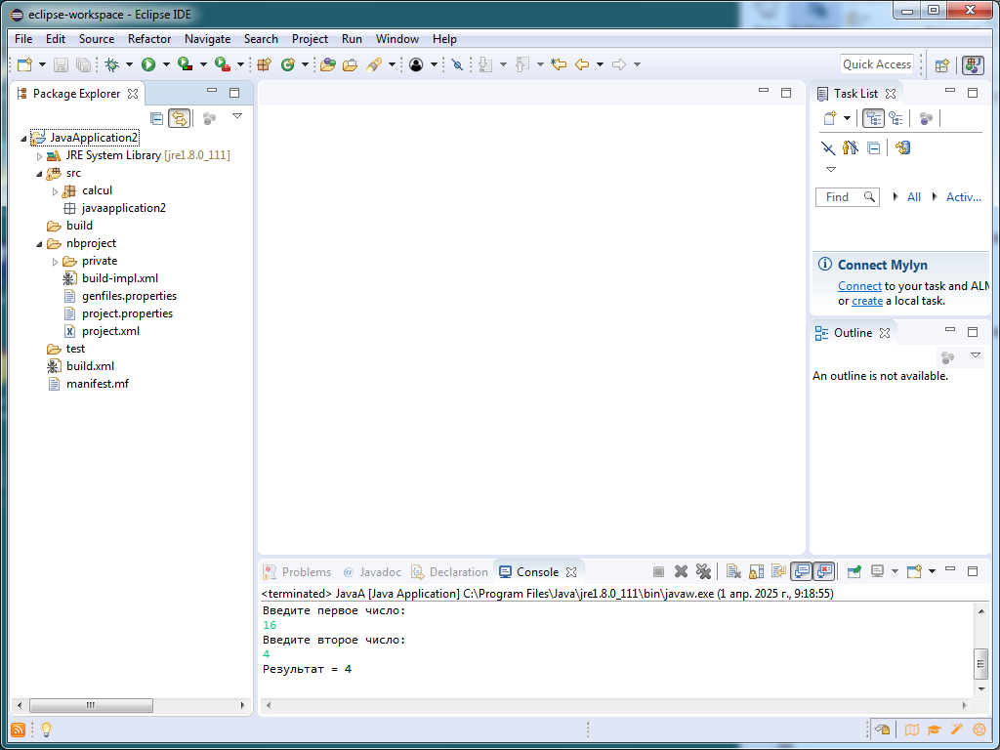 eclipse-workspace - Eclipse IDE
File Edit Source Refactor Navigate Search Project Run Window Help
Quick Access
Package Explorer
JavaApplication2
JRE System Library [jre1.8.0_111]
src
calcul
javaapplication2
build
nbproject
private
build-impl.xml
genfiles.properties
project.properties
project.xml
test
build.xml
manifest.mf
Task List
Find All Activ...
Connect Mylyn
Connect to your task and ALM
or create a local task.
Outline
An outline is not available.
Problems @ Javadoc Declaration Console
<terminated> JavaA [Java Application] C:\Program Files\Java\jre1.8.0_111\bin\javaw.exe (1 апр. 2025 г., 9:18:55)
Введите первое число:
16
Введите второе число:
4
Результат = 4